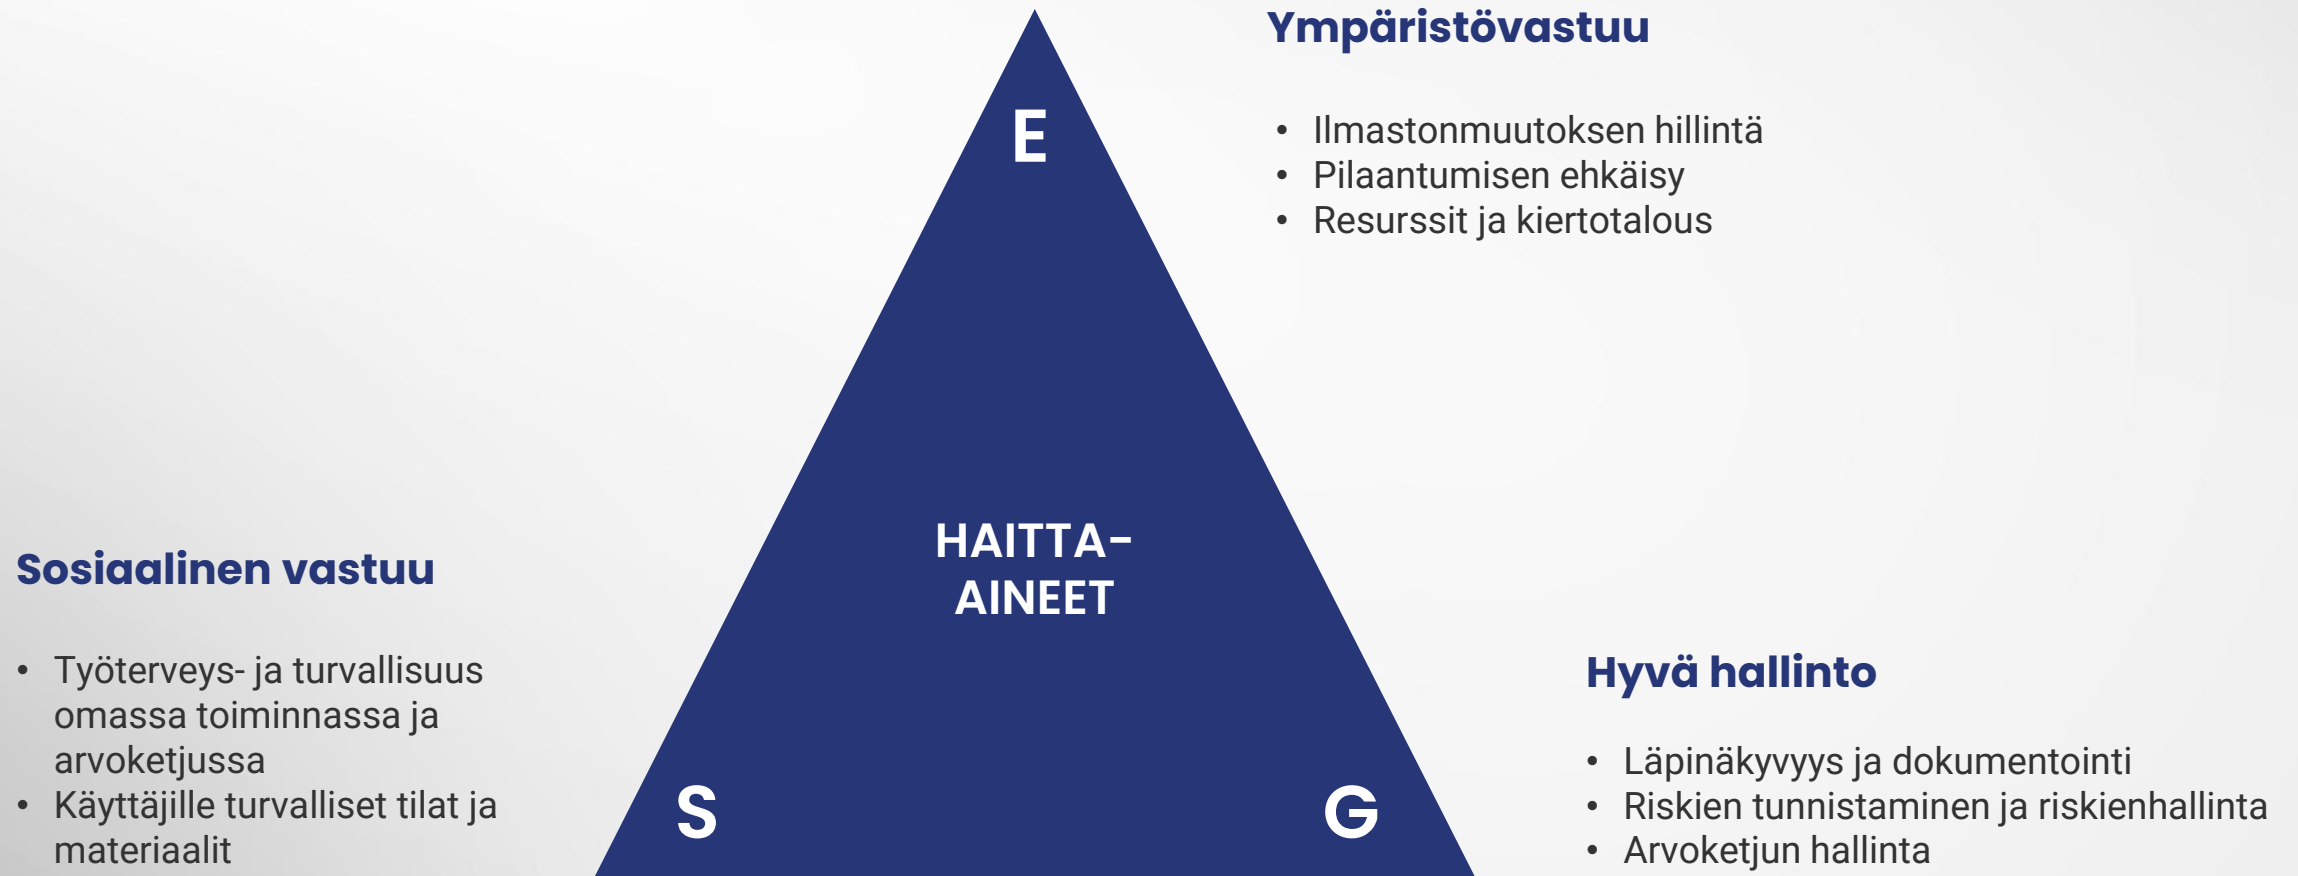 Ympäristövastuu
• Ilmastonmuutoksen hillintä
• Pilaantumisen ehkäisy
• Resurssit ja kiertotalous
E
HAITTA-
AINEET
S
G
Sosiaalinen vastuu
• Työterveys- ja turvallisuus
omassa toiminnassa ja
arvoketjussa
• Käyttäjille turvalliset tilat ja
materiaalit
Hyvä hallinto
• Läpinäkyvyys ja dokumentointi
• Riskien tunnistaminen ja riskienhallinta
• Arvoketjun hallinta